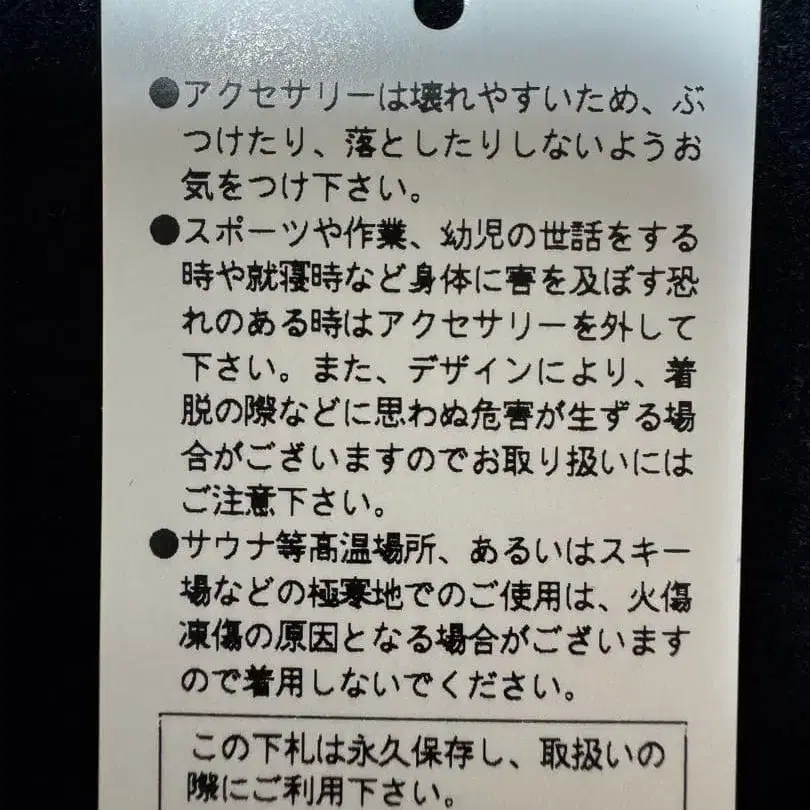 ●アクセサリーは壊れやすいため、ぶ
つけたり、落としたりしないようお
気をつけ下さい。
●スポーツや作業、幼児の世話をする
時や就寝時など身体に害を及ぼす恐
れのある時はアクセサリーを外して
下さい。また、デザインにより、着
脱の際などに思わぬ危害が生ずる場
合がございますのでお取り扱いには
ご注意下さい。
●サウナ等高温場所、あるいはスキー
場などの極寒地でのご使用は、火傷
凍傷の原因となる場合がございます
ので着用しないでください。
この下札は永久保存し、取扱いの
際にご利用下さい。